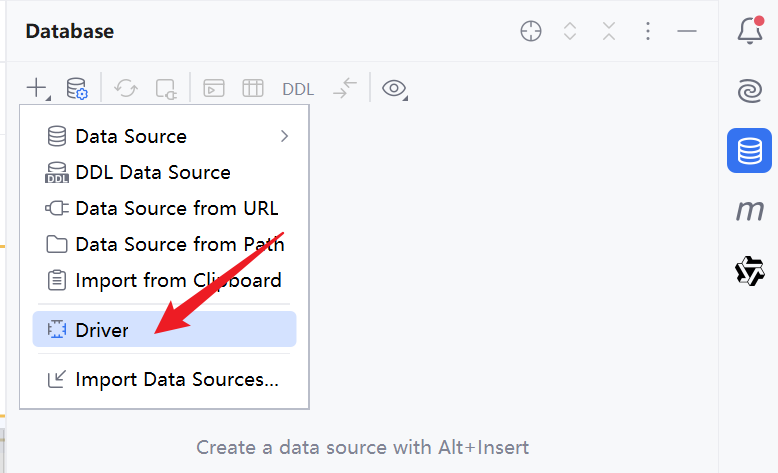 Database
DDL
Data Source
DDL Data Source
Data Source from URL
Data Source from Path
Import from Clipboard
Driver
Import Data Sources...
Create a data source with Alt+Insert
m